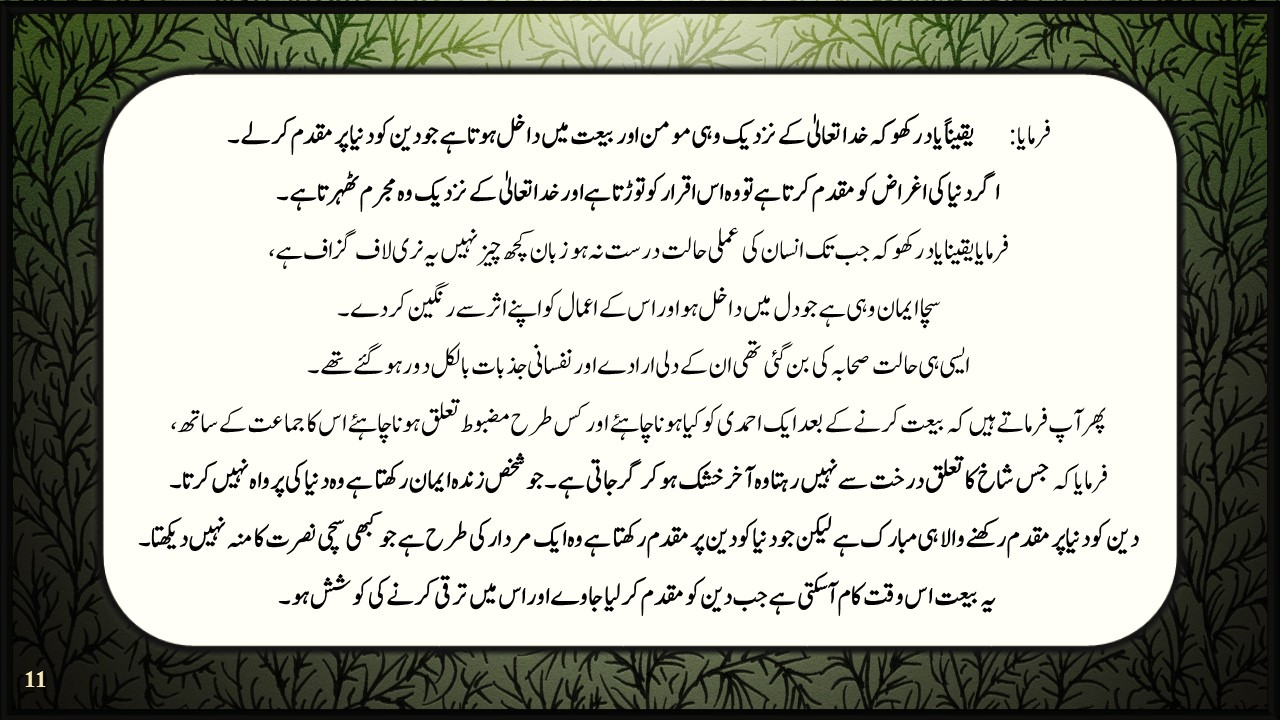 فرمایا: یقیناً یاد رکھو کہ خدا تعالیٰ کے نزدیک وہی مومن اور بیعت میں داخل ہوتا ہے جو دین کو دنیا پر مقدم کر لے۔
اگر دنیا کی اغراض کو مقدم کرتا ہے تو وہ اس اقرار کو توڑتا ہے اور خدا تعالیٰ کے نزدیک وہ مجرم ٹھہرتا ہے۔
فرمایا یقینا یاد رکھو کہ جب تک انسان کی عملی حالت درست نہ ہو زبان کچھ چیز نہیں یہ نری لاف گزاف ہے،
سچا ایمان وہی ہے جو دل میں داخل ہو اور اس کے اعمال کو اپنے اثر سے رنگین کر دے۔
ایسی ہی حالت صحابہ کی بن گئی تھی ان کے دلی ارادے اور نفسانی جذبات بالکل دور ہو گئے تھے۔
پھر آپ فرماتے ہیں کہ بیعت کرنے کے بعد ایک احمدی کو کیا ہونا چاہئے اور کس طرح مضبوط تعلق ہونا چاہئے اس کا جماعت کے ساتھ،
فرمایا کہ جس شاخ کا تعلق درخت سے نہیں رہتا وہ آخر خشک ہو کر گر جاتی ہے۔ جو شخص زندہ ایمان رکھتا ہے وہ دنیا کی پرواہ نہیں کرتا۔
دین کو دنیا پر مقدم رکھنے والا ہی مبارک ہے لیکن جو دنیا کو دین پر مقدم رکھتا ہے وہ ایک مردار کی طرح ہے جو کبھی سچی نصرت کا منہ نہیں دیکھتا۔
یہ بیعت اس وقت کام آسکتی ہے جب دین کو مقدم کر لیا جاوے اور اس میں ترقی کرنے کی کوشش ہو۔
11